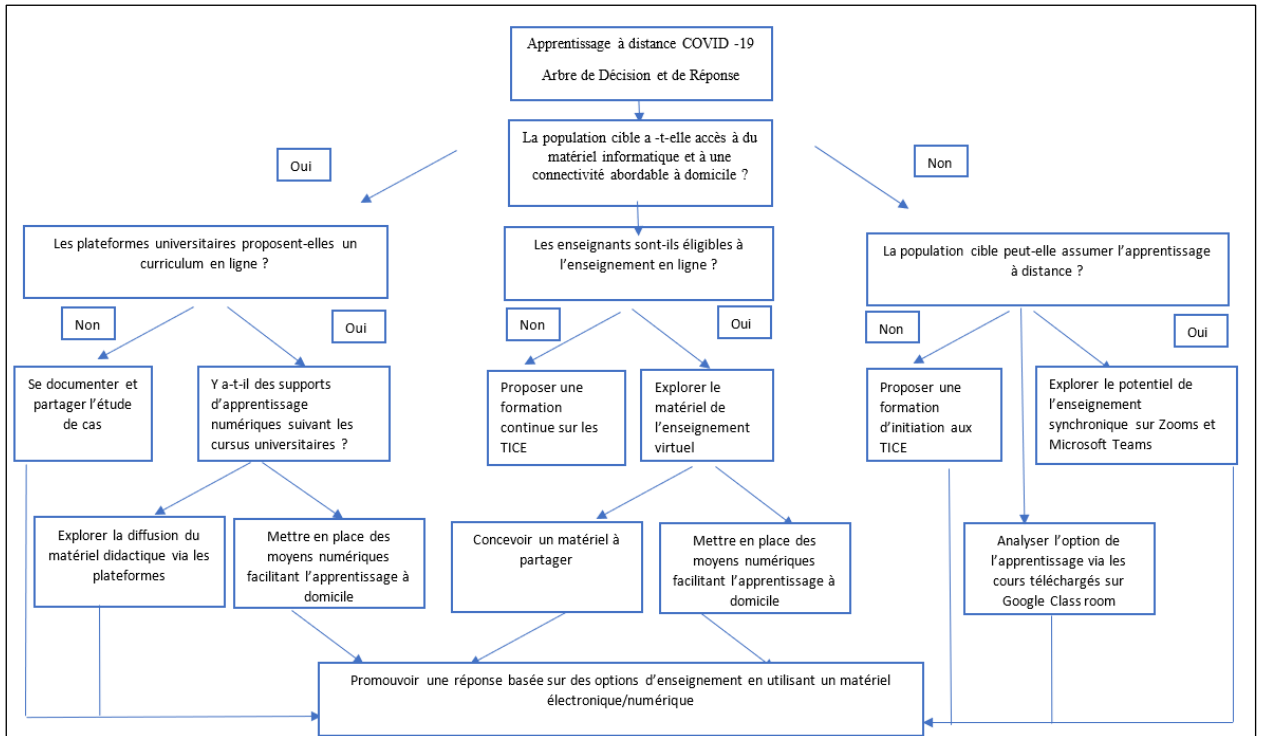 Apprentissage à distance COVID -19
Arbre de Décision et de Réponse
La population cible a -t-elle accès à du
matériel informatique et à une
connectivité abordable à domicile ?
Oui
Non
Les plateformes universitaires proposent-elles un
curriculum en ligne ?
Les enseignants sont-ils éligibles à
l’enseignement en ligne ?
La population cible peut-elle assumer l’apprentissage
à distance ?
Non
Oui
Non
Oui
Non
Oui
Se documenter et
partager l’étude
de cas
Y a-t-il des supports
d’apprentissage
numériques suivant les
cursus universitaires ?
Proposer une
formation
continue sur les
TICE
Explorer le
matériel de
l’enseignement
virtuel
Proposer une
formation
d’initiation aux
TICE
Explorer le potentiel de
l’enseignement
synchronique sur Zooms et
Microsoft Teams
Explorer la diffusion du
matériel didactique via les
plateformes
Mettre en place des
moyens numériques
facilitant l’apprentissage à
domicile
Concevoir un matériel à
partager
Mettre en place des
moyens numériques
facilitant l’apprentissage à
domicile
Analyser l’option de
l’apprentissage via les
cours téléchargés sur
Google Class room
Promouvoir une réponse basée sur des options d’enseignement en utilisant un matériel
électronique/numérique